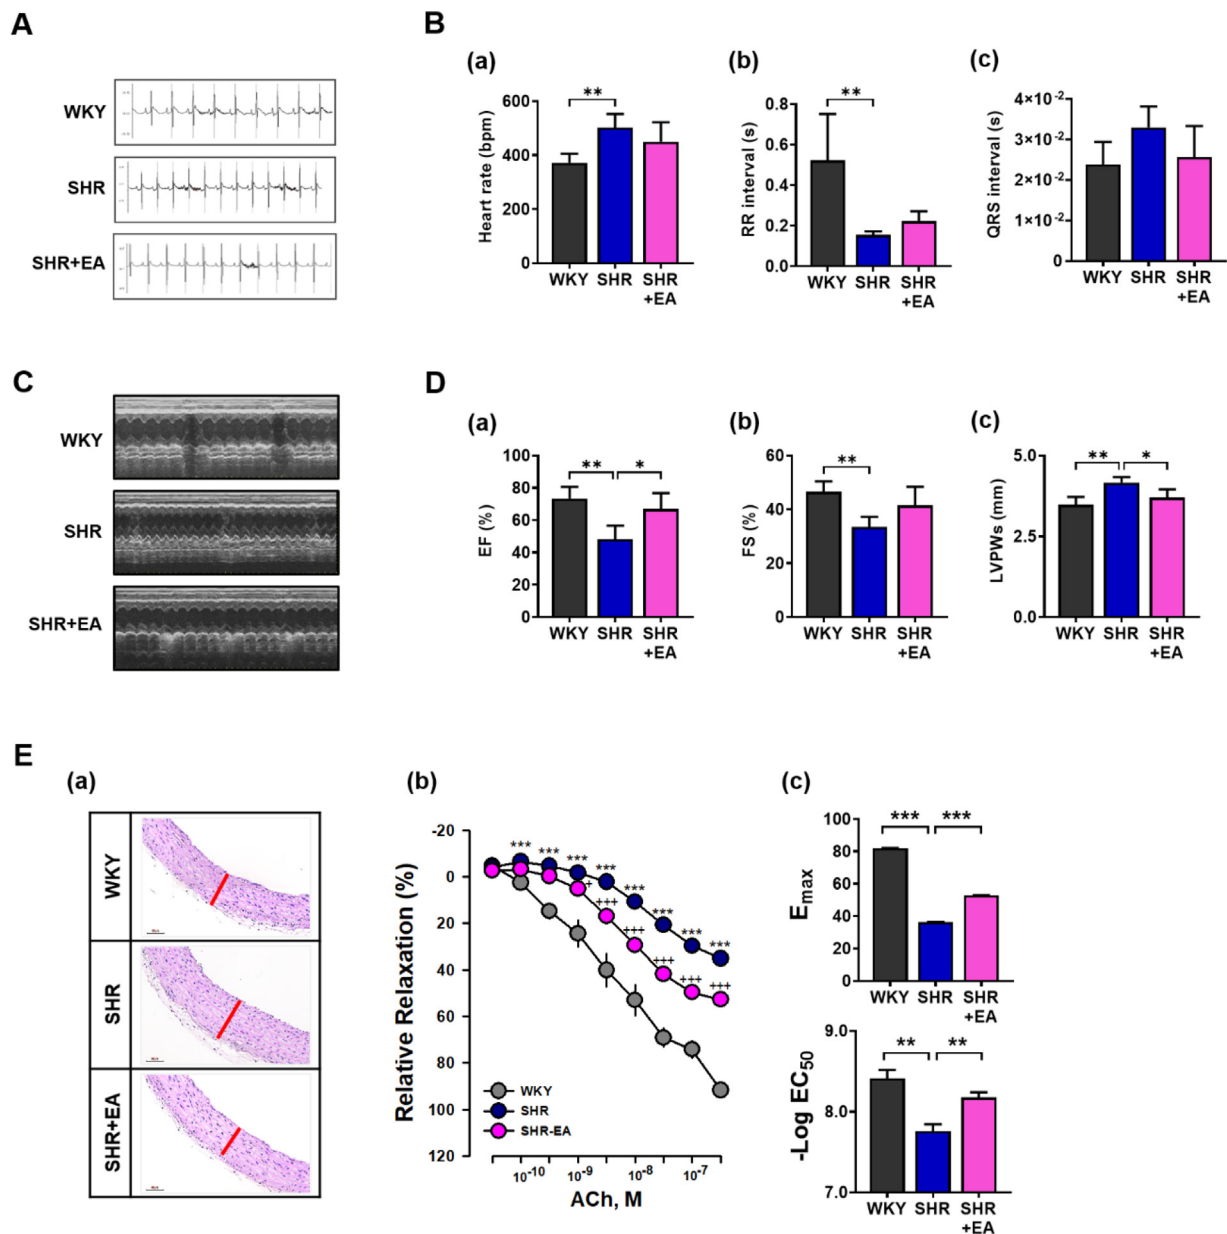 A
WKY
SHR
SHR+EA
B
(a)
**
600
400
200
0
Heart rate (bpm)
WKY
SHR
SHR
+EA
(b)
**
0.8
0.6
0.4
0.2
0.0
RR interval (s)
WKY
SHR
SHR
+EA
(c)
4×10⁻²
3×10⁻²
2×10⁻²
1×10⁻²
0
QRS interval (s)
WKY
SHR
SHR
+EA
C
WKY
SHR
SHR+EA
D
(a)
**
*
100
80
60
40
20
0
EF (%)
WKY
SHR
SHR
+EA
(b)
**
60
40
20
0
FS (%)
WKY
SHR
SHR
+EA
(c)
**
*
5.0
2.5
0.0
LVPWs (mm)
WKY
SHR
SHR
+EA
E
(a)
WKY
SHR
SHR+EA
(b)
-20
0
20
40
60
80
100
120
Relative Relaxation (%)
*** *** *** *** *** *** *** ***
+ +++ +++ +++ +++ +++
WKY
SHR
SHR-EA
10⁻¹⁰
10⁻⁹
10⁻⁸
10⁻⁷
ACh, M
(c)
***
***
100
80
60
40
20
0
Emax
WKY
SHR
SHR
+EA
**
**
9.0
8.0
7.0
-Log EC50
WKY
SHR
SHR
+EA